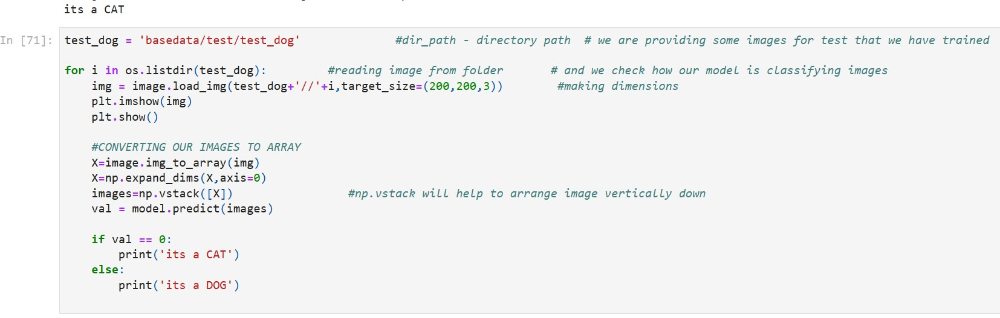 its a CAT
In [71]: test_dog = 'basedata/test/test_dog' #dir_path - directory path # we are providing some images for test that we have trained
for i in os.listdir(test_dog): #reading image from folder # and we check how our model is classifying images
img = image.load_img(test_dog+'//'+i,target_size=(200,200,3)) #making dimensions
plt.imshow(img)
plt.show()
#CONVERTING OUR IMAGES TO ARRAY
X=image.img_to_array(img)
X=np.expand_dims(X,axis=0)
images=np.vstack([X]) #np.vstack will help to arrange image vertically down
val = model.predict(images)
if val == 0:
print('its a CAT')
else:
print('its a DOG')